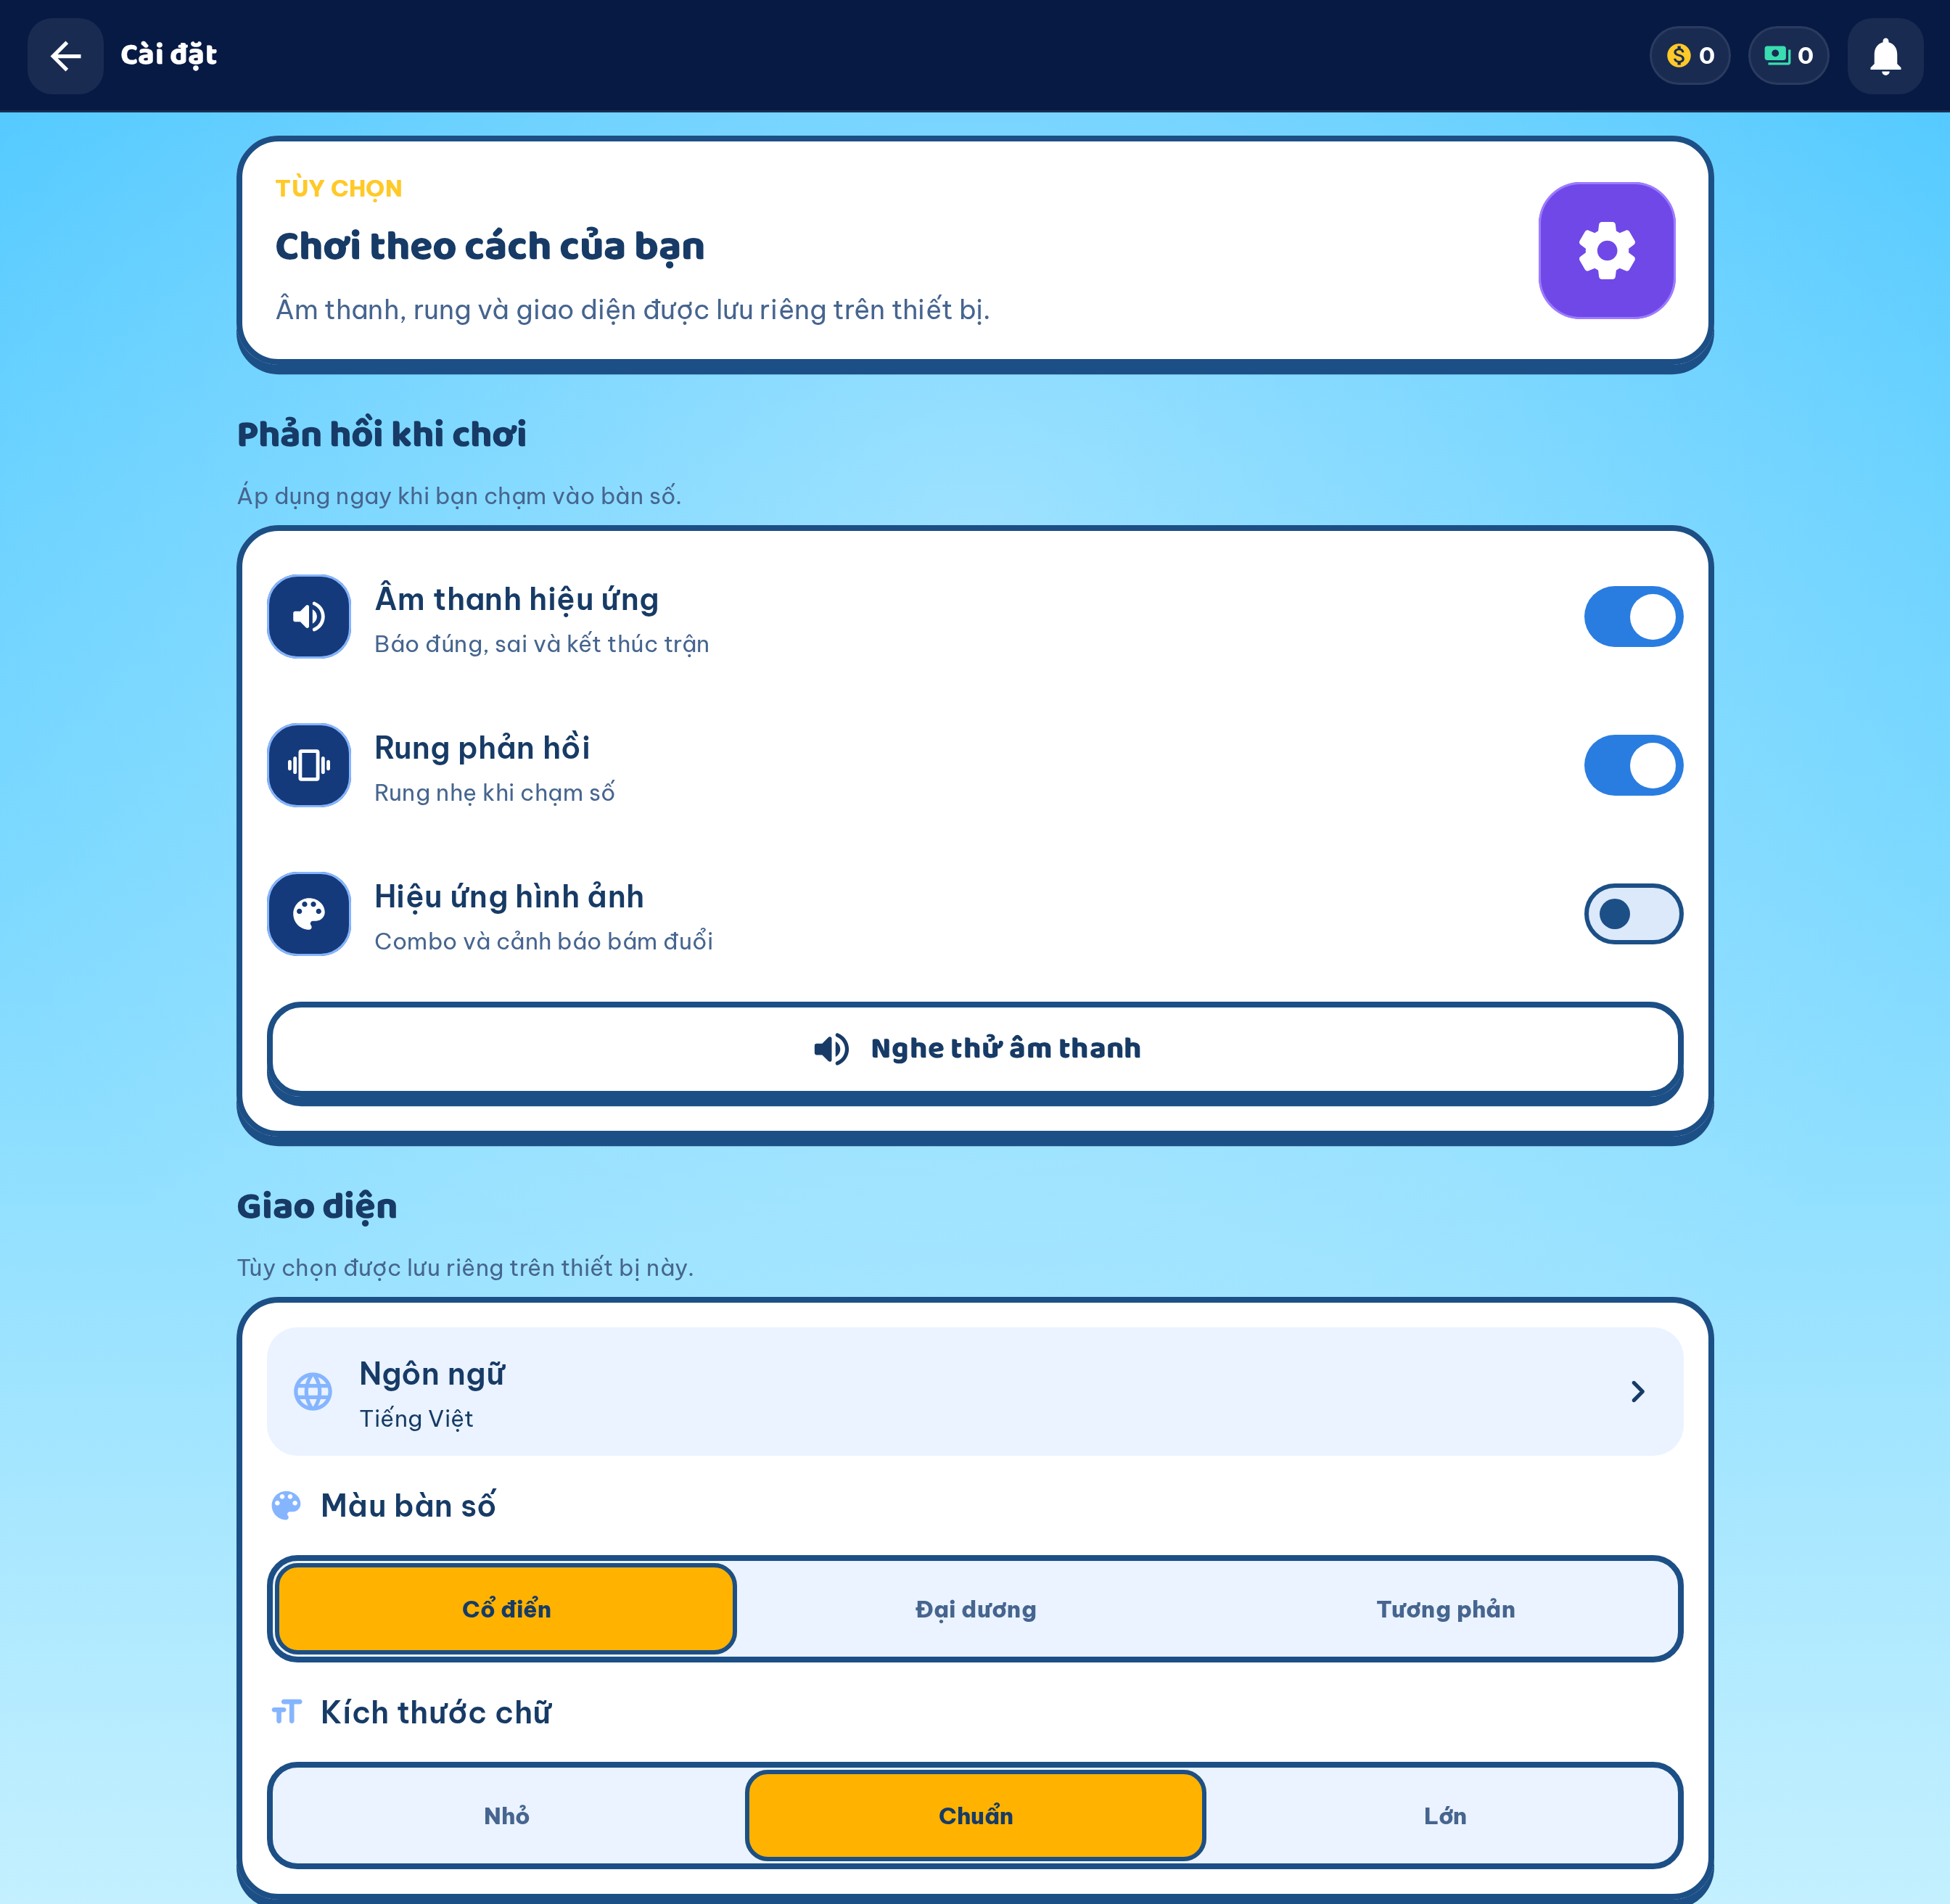 Cài đặt
0
0
TÙY CHỌN
Chơi theo cách của bạn
Âm thanh, rung và giao diện được lưu riêng trên thiết bị.
Phản hồi khi chơi
Áp dụng ngay khi bạn chạm vào bàn số.
Âm thanh hiệu ứng
Báo đúng, sai và kết thúc trận
Rung phản hồi
Rung nhẹ khi chạm số
Hiệu ứng hình ảnh
Combo và cảnh báo bám đuổi
Nghe thử âm thanh
Giao diện
Tùy chọn được lưu riêng trên thiết bị này.
Ngôn ngữ
Tiếng Việt
Màu bàn số
Cổ điển
Đại dương
Tương phản
Kích thước chữ
Nhỏ
Chuẩn
Lớn